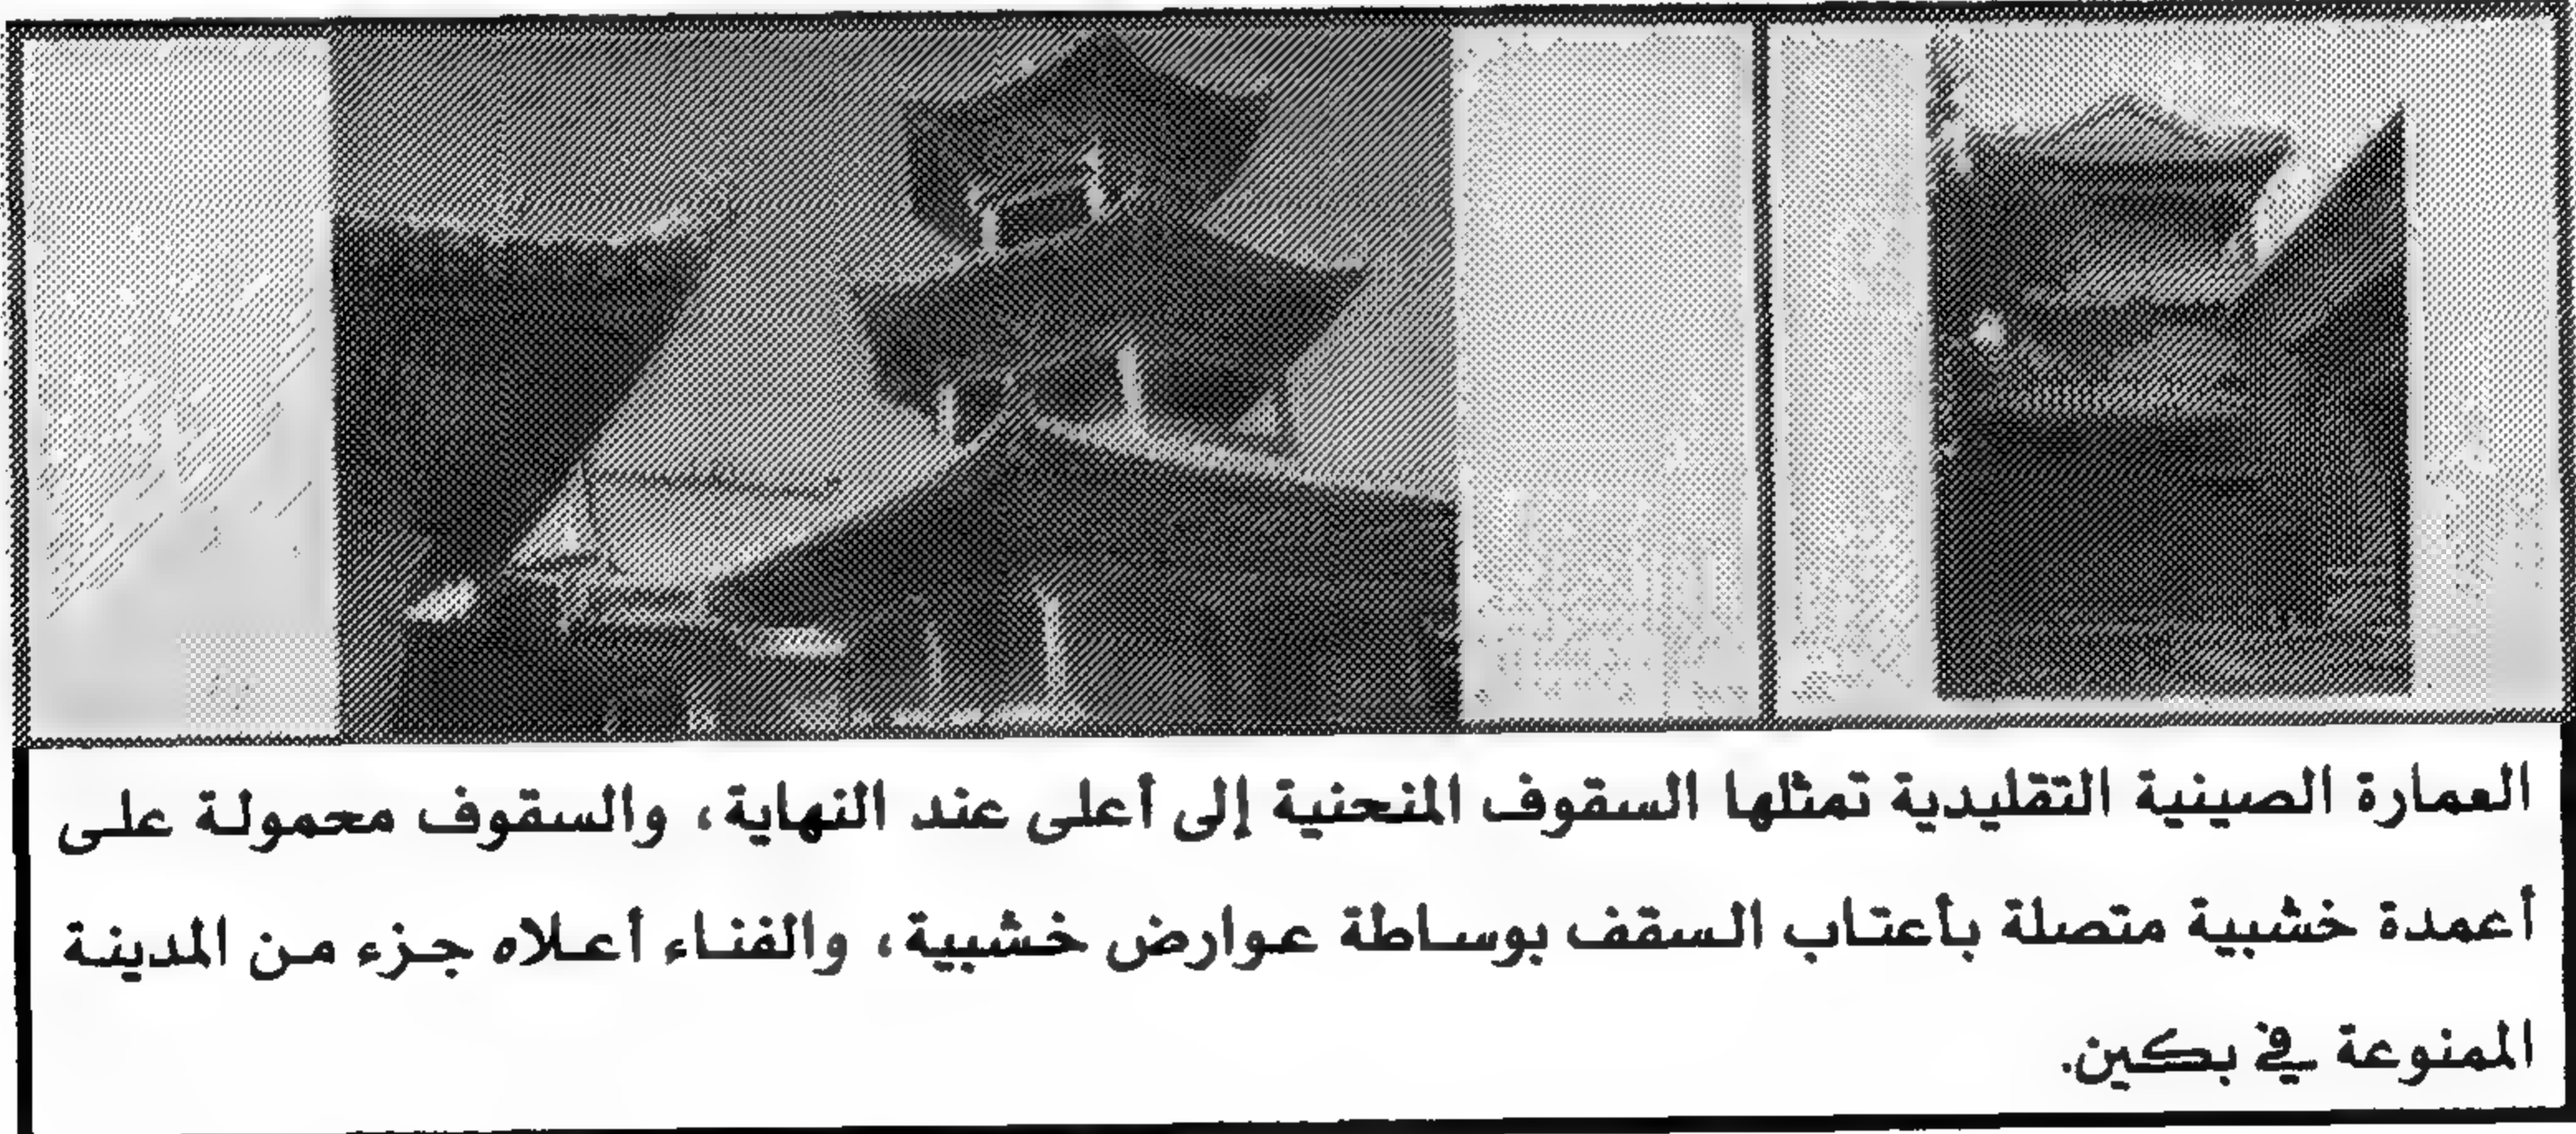 العمارة الصينية التقليدية تمثلها السقوف المنحنية إلى أعلى عند النهاية، والسقوف محمولة على
أعمدة خشبية متصلة بأعتاب السقف بوساطة عوارض خشبية، والفناء أعلاه جزء من المدينة
الممنوعة في بكين.